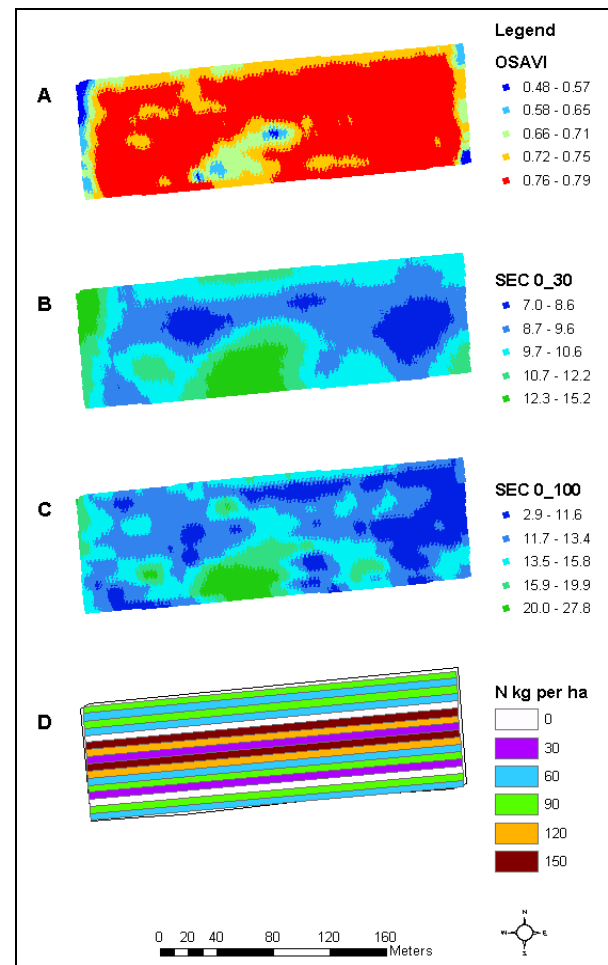 Legend
OSAVI
A
0.48 - 0.57
0.58 - 0.65
0.66 - 0.71
0.72 - 0.75
0.76 - 0.79
B
SEC 0_30
7.0 - 8.6
8.7 - 9.6
9.7 - 10.6
10.7 - 12.2
12.3 - 15.2
C
SEC 0_100
2.9 - 11.6
11.7 - 13.4
13.5 - 15.8
15.9 - 19.9
20.0 - 27.8
D
N kg per ha
0
30
60
90
120
150
0 20 40 80 120 160
Meters
N
W E
S